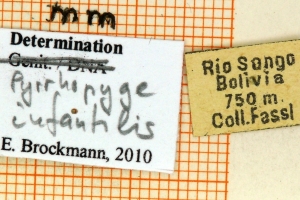 mm
Determination
Genit. / DNA
Pyrrhopyge
infantilis
E. Brockmann, 2010
Rio Songo
Bolivia
750 m.
Coll. Fassl